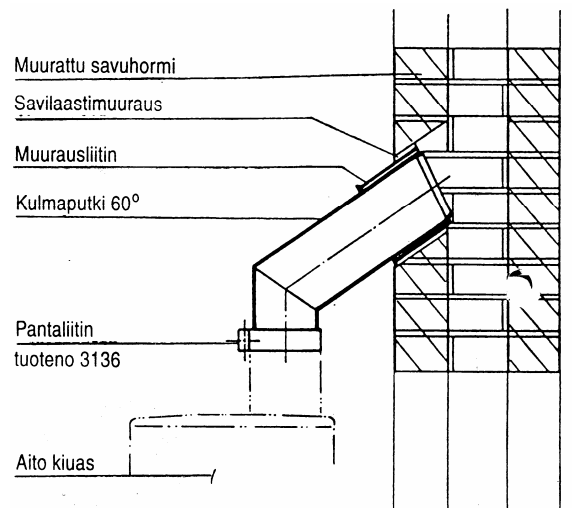 Muurattu savuhormi
Savilaastimuuraus
Muurausliitin
Kulmaputki 60°
Pantaliitin
tuoteno 3136
Aito kiuas